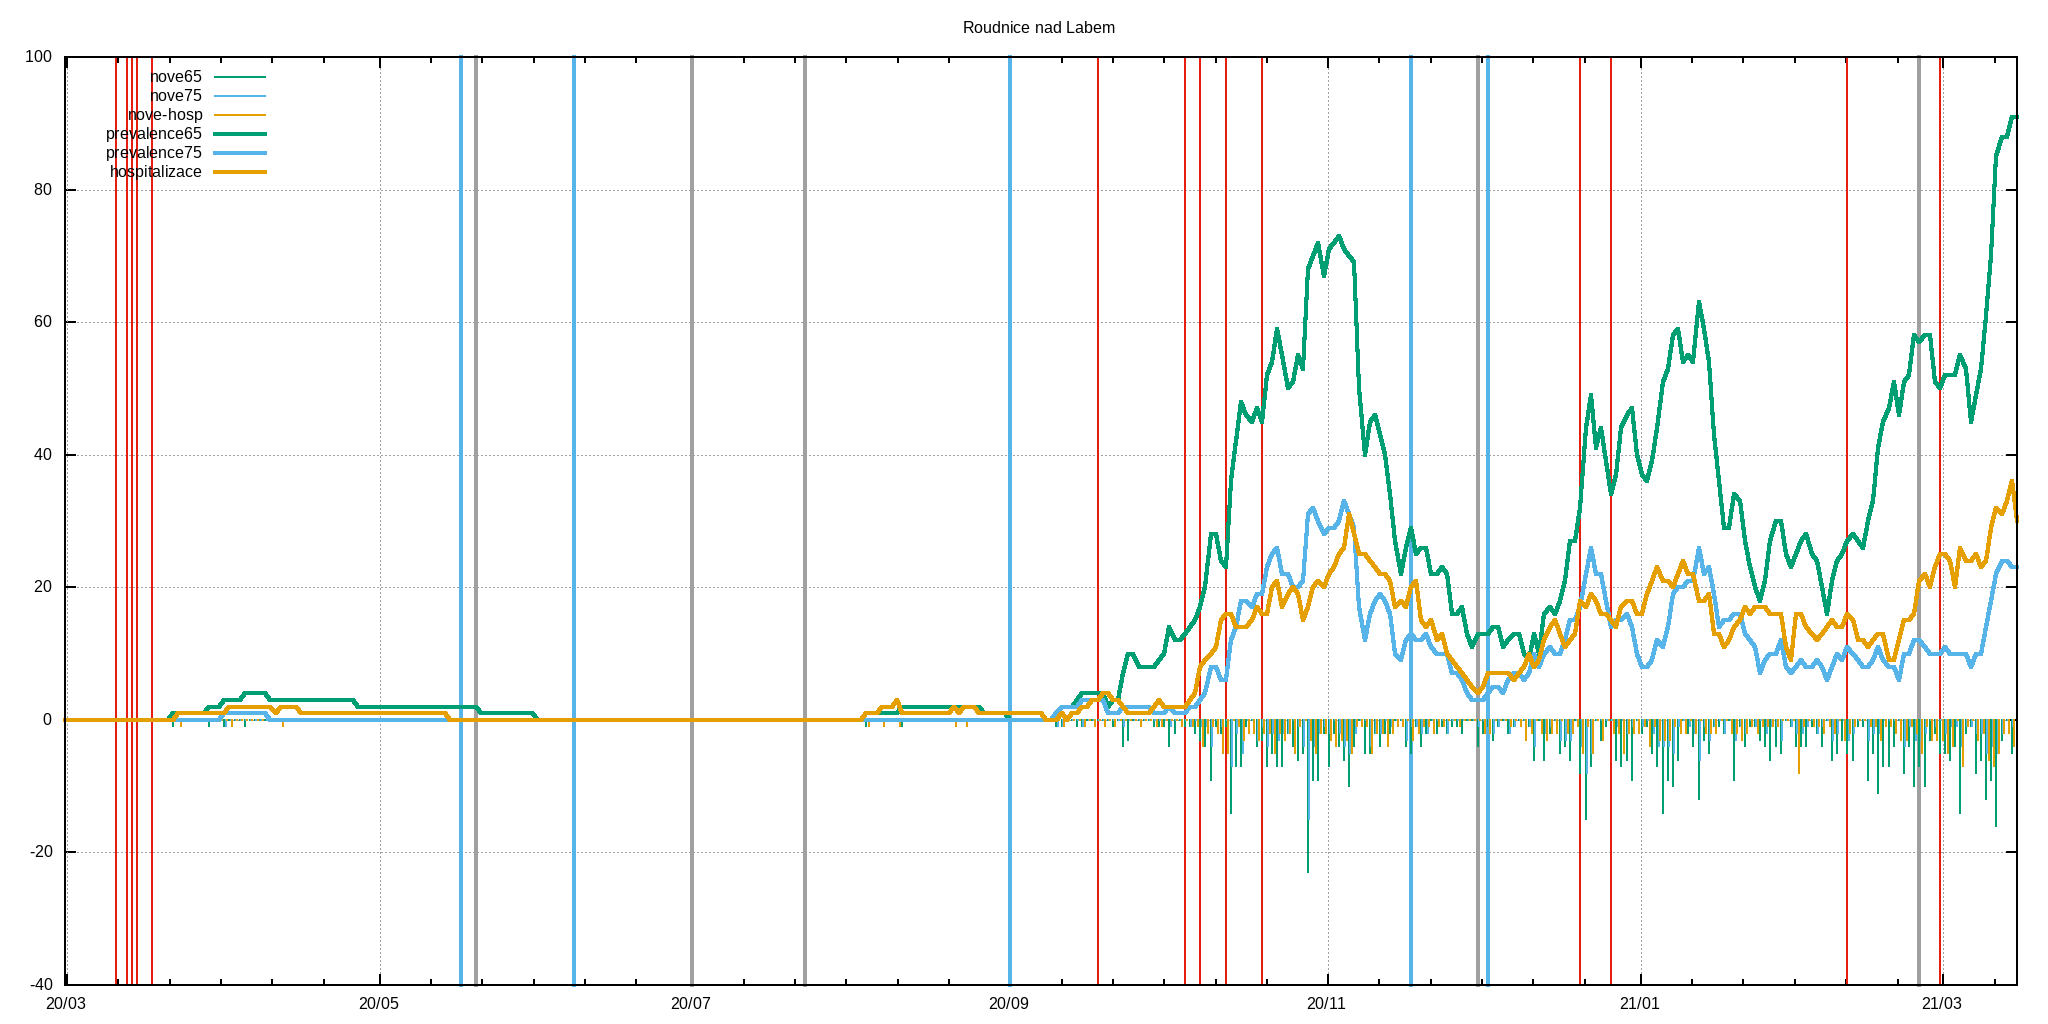 Roudnice nad Labem
100
nove65
nove75
nove-hosp
prevalence65
prevalence75
hospitalizace
80
60
40
20
0
-20
-40
20/03 20/05 20/07 20/09 20/11 21/01 21/03